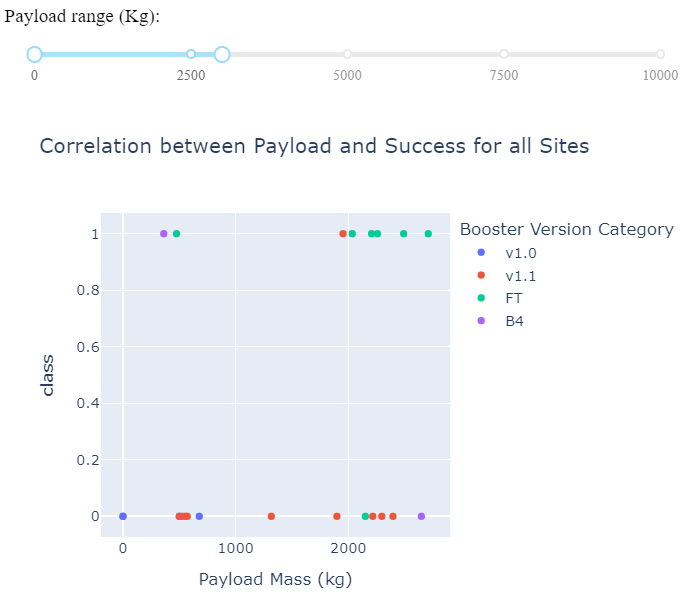 Payload range (Kg):
0 2500 5000 7500 10000
Correlation between Payload and Success for all Sites
Booster Version Category
v1.0
v1.1
FT
B4
1
0.8
0.6
0.4
0.2
0
class
0 1000 2000
Payload Mass (kg)